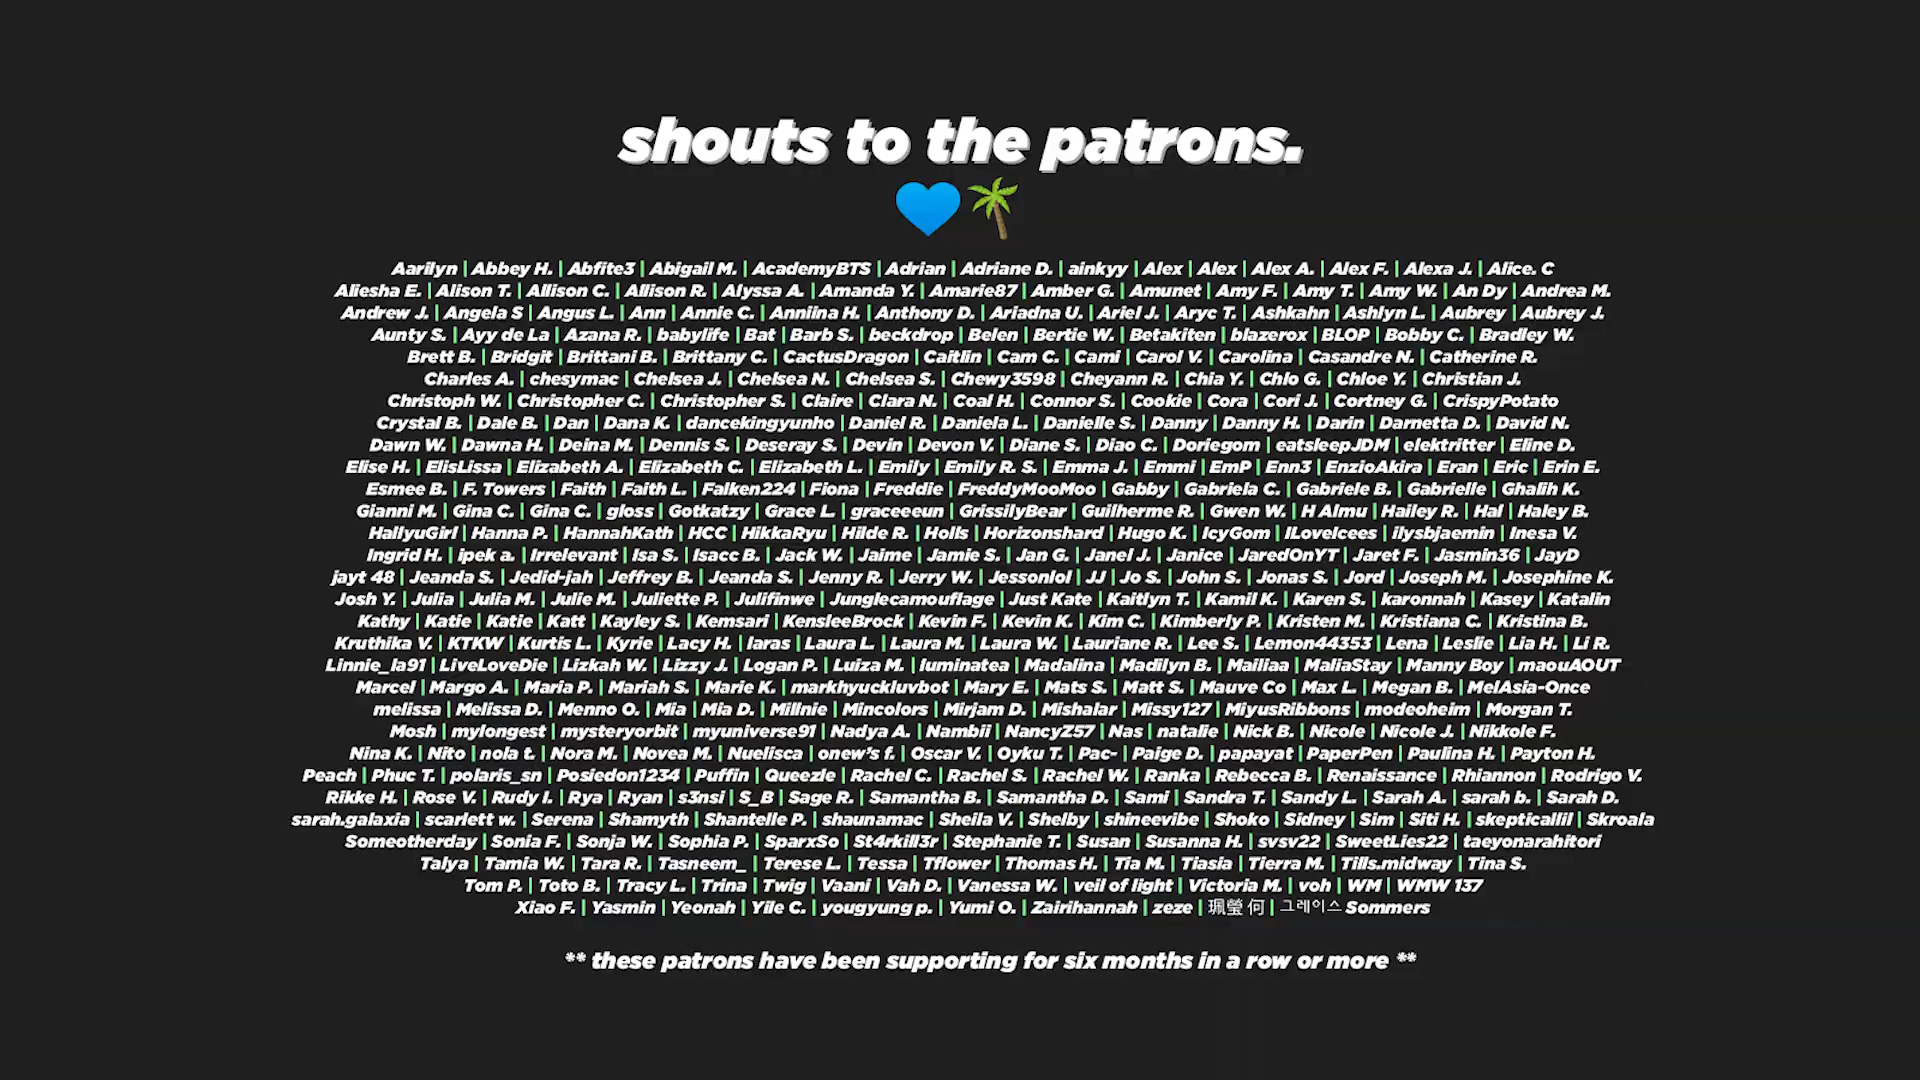 shouts to the patrons.
💙🌴
Aarilyn | Abbey H. | Abfite3 | Abigail M. | AcademyBTS | Adrian | Adriane D. | ainkyy | Alex | Alex | Alex A. | Alex F. | Alexa J. | Alice. C
Aliesha E. | Alison T. | Allison C. | Allison R. | Alyssa A. | Amanda Y. | Amarie87 | Amber G. | Amunet | Amy F. | Amy T. | Amy W. | An Dy | Andrea M.
Andrew J. | Angela S | Angus L. | Ann | Annie C. | Anniina H. | Anthony D. | Ariadna U. | Ariel J. | Aryc T. | Ashkahn | Ashlyn L. | Aubrey | Aubrey J.
Aunty S. | Ayy de La | Azana R. | babylife | Bat | Barb S. | beckdrop | Belen | Bertie W. | Betakiten | blazerox | BLOP | Bobby C. | Bradley W.
Brett B. | Bridgit | Brittani B. | Brittany C. | CactusDragon | Caitlin | Cam C. | Cami | Carol V. | Carolina | Casandre N. | Catherine R.
Charles A. | chesymac | Chelsea J. | Chelsea N. | Chelsea S. | Chewy3598 | Cheyann R. | Chia Y. | Chlo G. | Chloe Y. | Christian J.
Christoph W. | Christopher C. | Christopher S. | Claire | Clara N. | Coal H. | Connor S. | Cookie | Cora | Cori J. | Cortney G. | CrispyPotato
Crystal B. | Dale B. | Dan | Dana K. | dancekingyunho | Daniel R. | Daniela L. | Danielle S. | Danny | Danny H. | Darin | Darnetta D. | David N.
Dawn W. | Dawna H. | Deina M. | Dennis S. | Deseray S. | Devin | Devon V. | Diane S. | Diao C. | Doriegom | eatsleepJDM | elektritter | Eline D.
Elise H. | ElisLissa | Elizabeth A. | Elizabeth C. | Elizabeth L. | Emily | Emily R. S. | Emma J. | Emmi | EmP | Enn3 | EnzioAkira | Eran | Eric | Erin E.
Esmee B. | F. Towers | Faith | Faith L. | Falken224 | Fiona | Freddie | FreddyMooMoo | Gabby | Gabriela C. | Gabriele B. | Gabrielle | Ghalih K.
Gianni M. | Gina C. | Gina C. | gloss | Gotkatzy | Grace L. | graceeeun | GrissilyBear | Guilherme R. | Gwen W. | H Almu | Hailey R. | Hal | Haley B.
HallyuGirl | Hanna P. | HannahKath | HCC | HikkaRyu | Hilde R. | Holls | Horizonshard | Hugo K. | IcyGom | ILoveIcees | ilysbjaemin | Inesa V.
Ingrid H. | ipek a. | Irrelevant | Isa S. | Isacc B. | Jack W. | Jaime | Jamie S. | Jan G. | Janel J. | Janice | JaredOnYT | Jaret F. | Jasmin36 | JayD
jayt 48 | Jeanda S. | Jedid-jah | Jeffrey B. | Jeanda S. | Jenny R. | Jerry W. | Jessonlol | JJ | Jo S. | John S. | Jonas S. | Jord | Joseph M. | Josephine K.
Josh Y. | Julia | Julia M. | Julie M. | Juliette P. | Julifinwe | Junglecamouflage | Just Kate | Kaitlyn T. | Kamil K. | Karen S. | karonnah | Kasey | Katalin
Kathy | Katie | Katie | Katt | Kayley S. | Kemsari | KensleeBrock | Kevin F. | Kevin K. | Kim C. | Kimberly P. | Kristen M. | Kristiana C. | Kristina B.
Kruthika V. | KTKW | Kurtis L. | Kyrie | Lacy H. | laras | Laura L. | Laura M. | Laura W. | Lauriane R. | Lee S. | Lemon44353 | Lena | Leslie | Lia H. | Li R.
Linnie_la91 | LiveLoveDie | Lizkah W. | Lizzy J. | Logan P. | Luiza M. | luminatea | Madalina | Madilyn B. | Mailiaa | MaliaStay | Manny Boy | maouAOUT
Marcel | Margo A. | Maria P. | Mariah S. | Marie K. | markhyuckluvbot | Mary E. | Mats S. | Matt S. | Mauve Co | Max L. | Megan B. | MelAsia-Once
melissa | Melissa D. | Menno O. | Mia | Mia D. | Millnie | Mincolors | Mirjam D. | Mishalar | Missy127 | MiyusRibbons | modeoheim | Morgan T.
Mosh | mylongest | mysteryorbit | myuniverse91 | Nadya A. | Nambii | NancyZ57 | Nas | natalie | Nick B. | Nicole | Nicole J. | Nikkole F.
Nina K. | Nito | nola t. | Nora M. | Novea M. | Nuelisca | onew's f. | Oscar V. | Oyku T. | Pac- | Paige D. | papayat | PaperPen | Paulina H. | Payton H.
Peach | Phuc T. | polaris_sn | Posiedon1234 | Puffin | Queezle | Rachel C. | Rachel S. | Rachel W. | Ranka | Rebecca B. | Renaissance | Rhiannon | Rodrigo V.
Rikke H. | Rose V. | Rudy I. | Rya | Ryan | s3nsi | S_B | Sage R. | Samantha B. | Samantha D. | Sami | Sandra T. | Sandy L. | Sarah A. | sarah b. | Sarah D.
sarah.galaxia | scarlett w. | Serena | Shamyth | Shantelle P. | shaunamac | Sheila V. | Shelby | shineevibe | Shoko | Sidney | Sim | Siti H. | skepticallil | Skroala
Someotherday | Sonia F. | Sonja W. | Sophia P. | SparxSo | St4rkill3r | Stephanie T. | Susan | Susanna H. | svsv22 | SweetLies22 | taeyonarahitori
Talya | Tamia W. | Tara R. | Tasneem_ | Terese L. | Tessa | Tflower | Thomas H. | Tia M. | Tiasia | Tierra M. | Tills.midway | Tina S.
Tom P. | Toto B. | Tracy L. | Trina | Twig | Vaani | Vah D. | Vanessa W. | veil of light | Victoria M. | voh | WM | WMW 137
Xiao F. | Yasmin | Yeonah | Yile C. | yougyung p. | Yumi O. | Zairihannah | zeze | 珮瑩 何 | 그레이스 Sommers
** these patrons have been supporting for six months in a row or more **